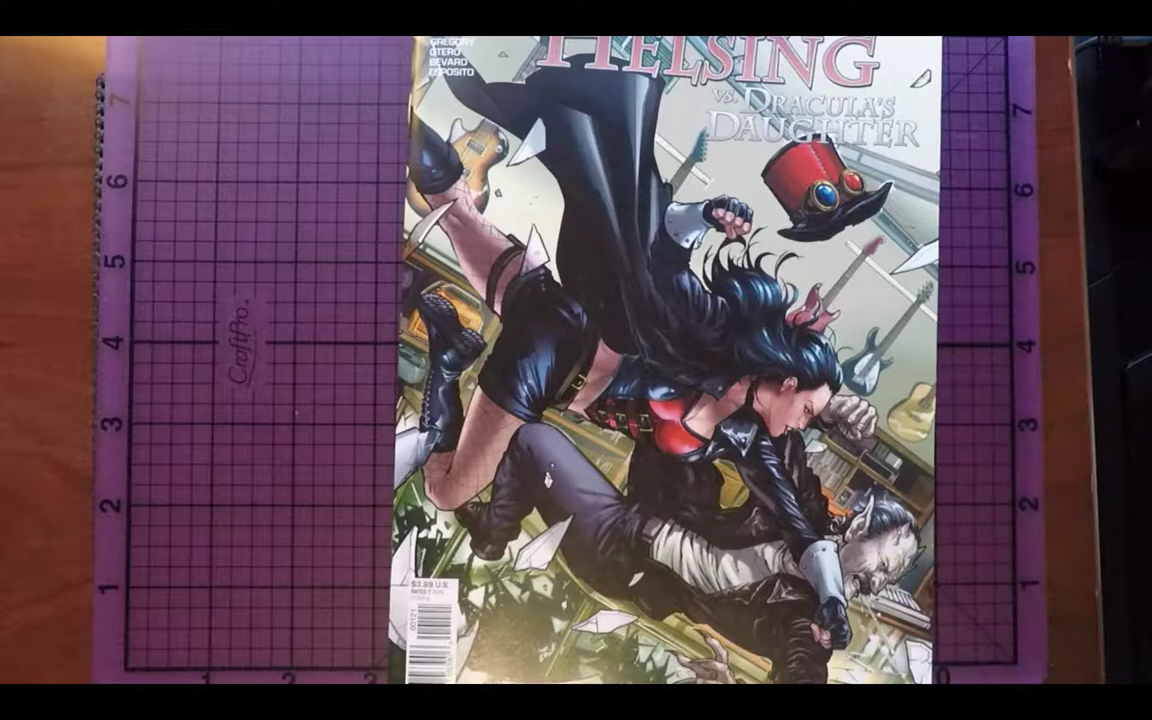 GREGORY
OTERO
BEVARD
ESPOSITO
HELSING
VS. DRACULA'S
DAUGHTER
7
7
6
6
5
5
4
4
3
3
2
2
1
1
CraftPro
$3.99 U.S.
00121
1
2
3